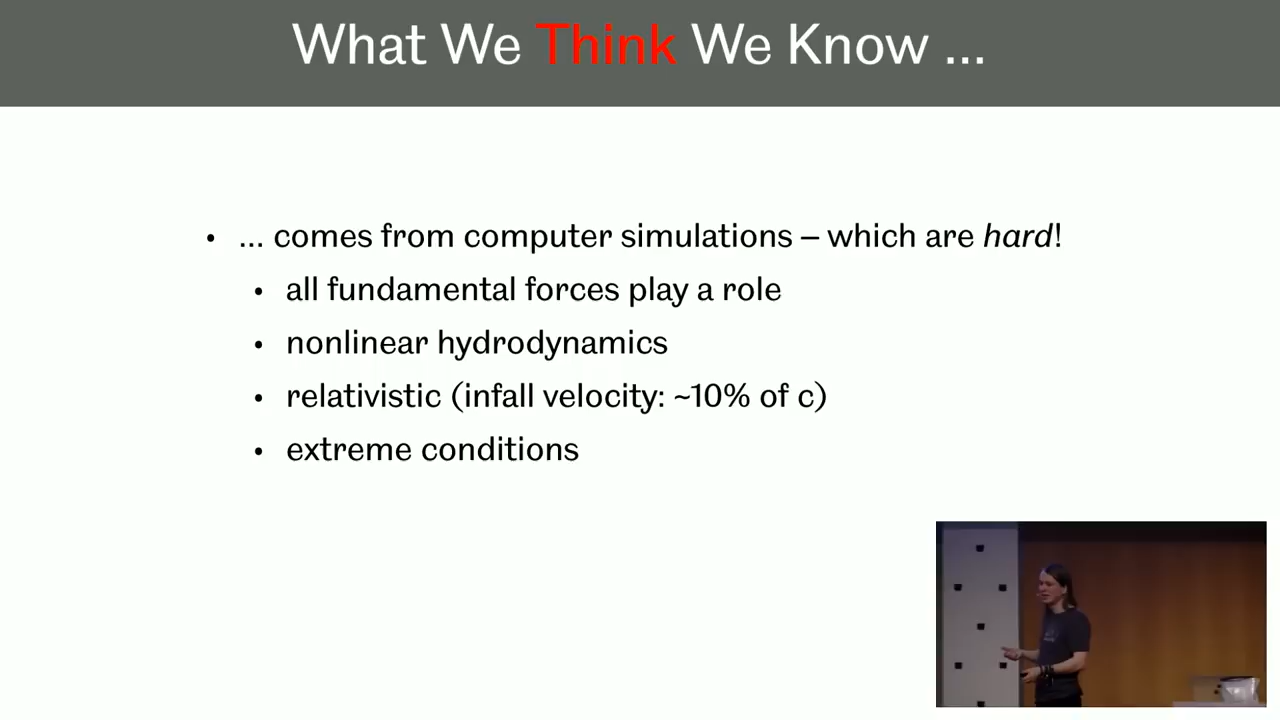 What We Think We Know ...
• ... comes from computer simulations – which are hard!
• all fundamental forces play a role
• nonlinear hydrodynamics
• relativistic (infall velocity: ~10% of c)
• extreme conditions